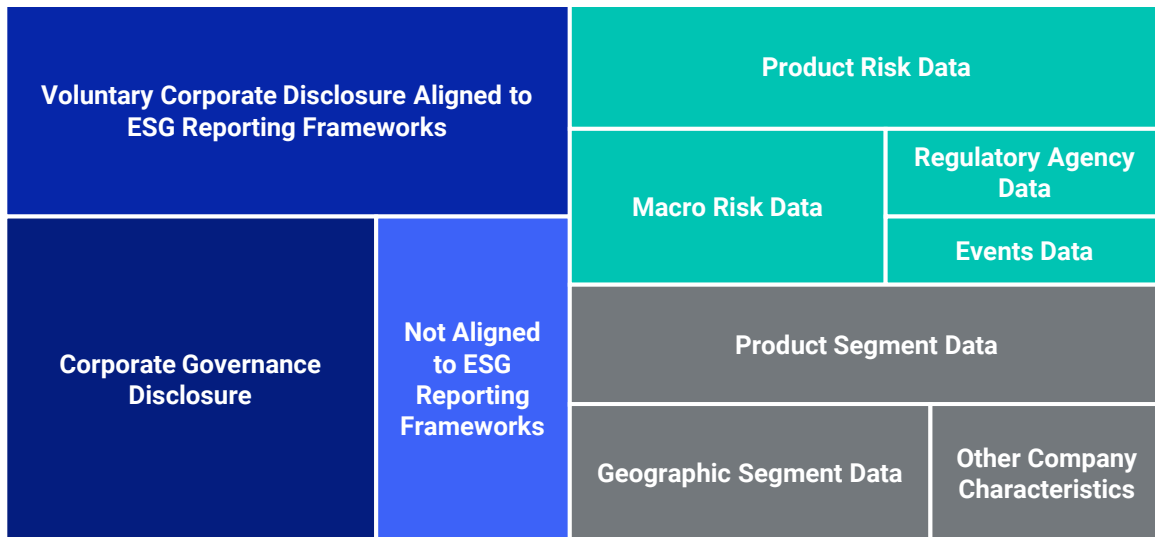 Voluntary Corporate Disclosure Aligned to
ESG Reporting Frameworks
Corporate Governance
Disclosure
Not Aligned
to ESG
Reporting
Frameworks
Product Risk Data
Macro Risk Data
Regulatory Agency
Data
Events Data
Product Segment Data
Geographic Segment Data
Other Company
Characteristics